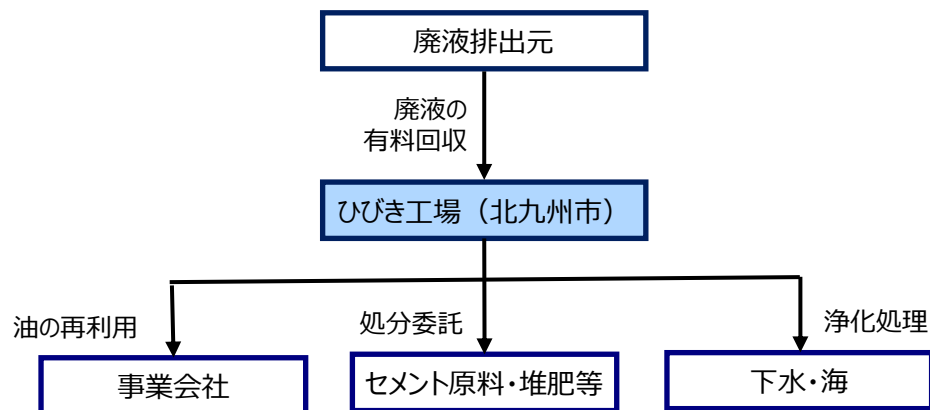 廃液排出元
廃液の
有料回収
ひびき工場（北九州市）
油の再利用
処分委託
浄化処理
事業会社
セメント原料・堆肥等
下水・海